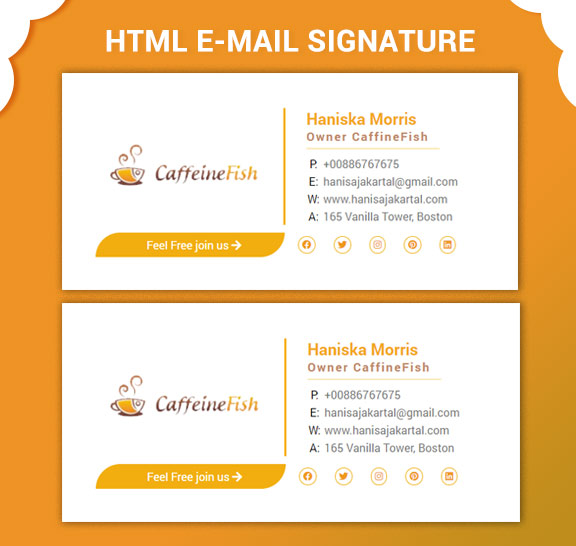 HTML E-MAIL SIGNATURE
CaffeineFish
Feel Free join us
Haniska Morris
Owner CaffineFish
P: +00886767675
E: hanisajakartal@gmail.com
W: www.hanisajakartal.com
A: 165 Vanilla Tower, Boston
CaffeineFish
Feel Free join us
Haniska Morris
Owner CaffineFish
P: +00886767675
E: hanisajakartal@gmail.com
W: www.hanisajakartal.com
A: 165 Vanilla Tower, Boston